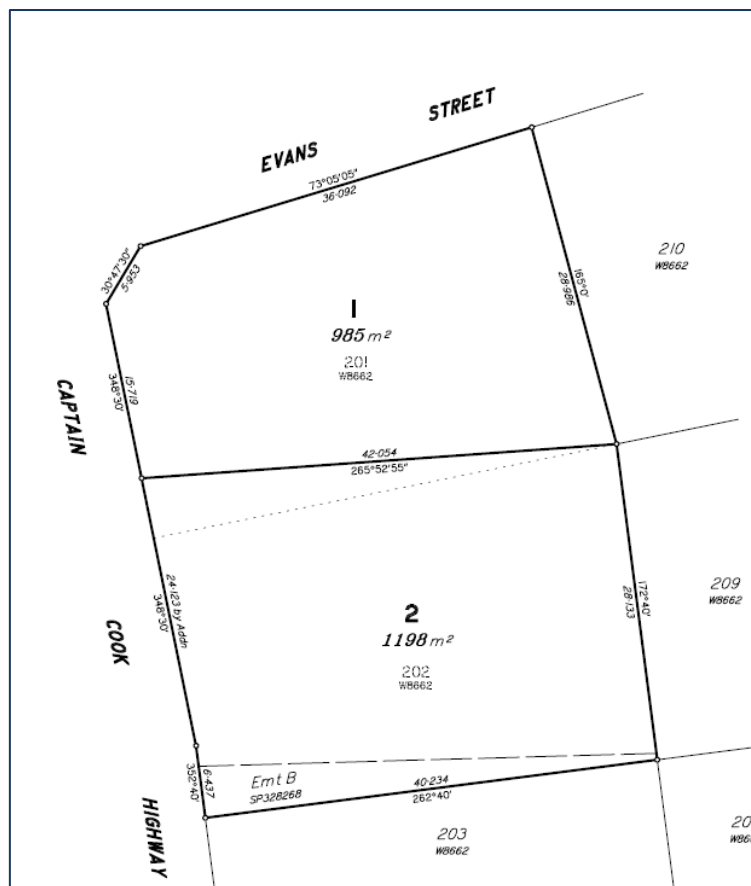 EVANS STREET
73°05'05"
36·092
30°47'30"
5·953
210
W8662
165°0'
28·986
1
985 m²
201
W8662
15·719
348°30'
CAPTAIN
42·054
265°52'55"
24·123 by Addn
348°30'
209
W8662
172°40'
28·133
2
1198 m²
202
W8662
COOK
6·437
352°40'
Emt B
SP328268
40·234
262°40'
HIGHWAY
203
W8662